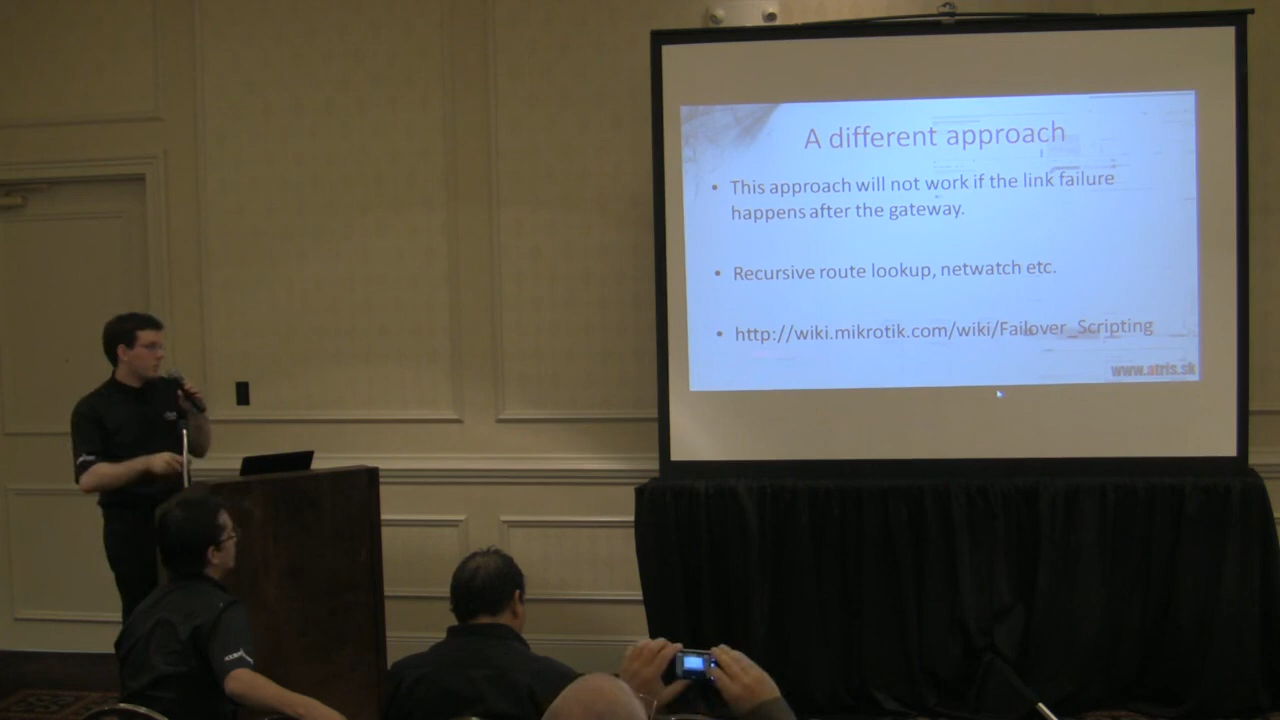 A different approach
• This approach will not work if the link failure
happens after the gateway.
• Recursive route lookup, netwatch etc.
• http://wiki.mikrotik.com/wiki/Failover_Scripting
www.atris.sk